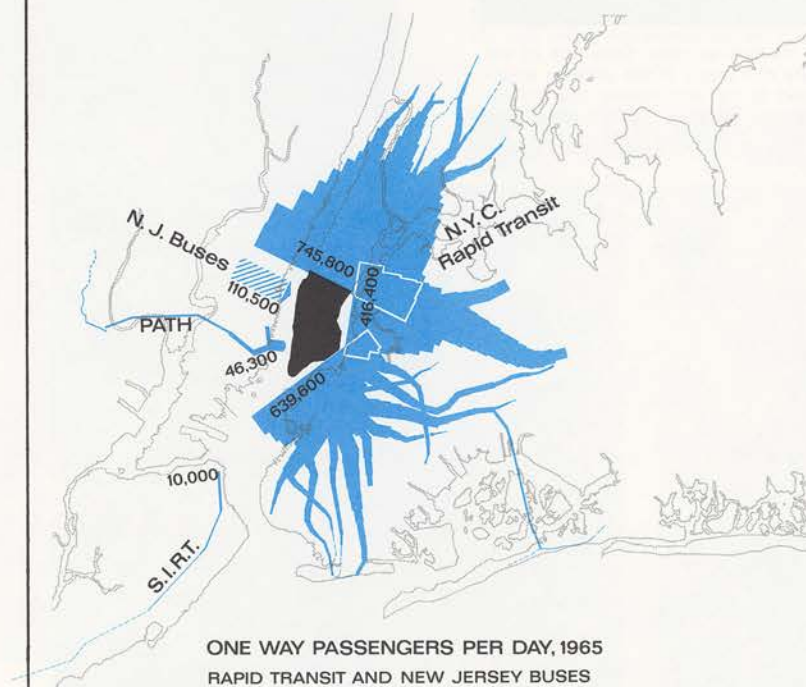 N. J. Buses
745,800
N.Y.C.
Rapid Transit
416,400
110,500
PATH
46,300
639,600
10,000
S.I.R.T.
ONE WAY PASSENGERS PER DAY, 1965
RAPID TRANSIT AND NEW JERSEY BUSES